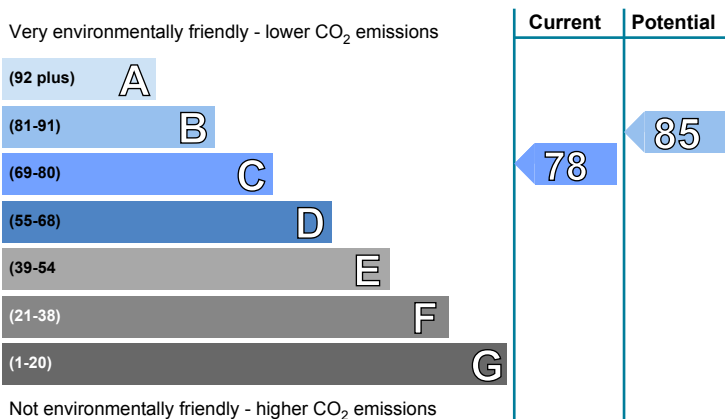 Very environmentally friendly - lower CO2 emissions
Current
Potential
(92 plus) A
(81-91) B
(69-80) C
(55-68) D
(39-54 E
(21-38) F
(1-20) G
78
85
Not environmentally friendly - higher CO2 emissions